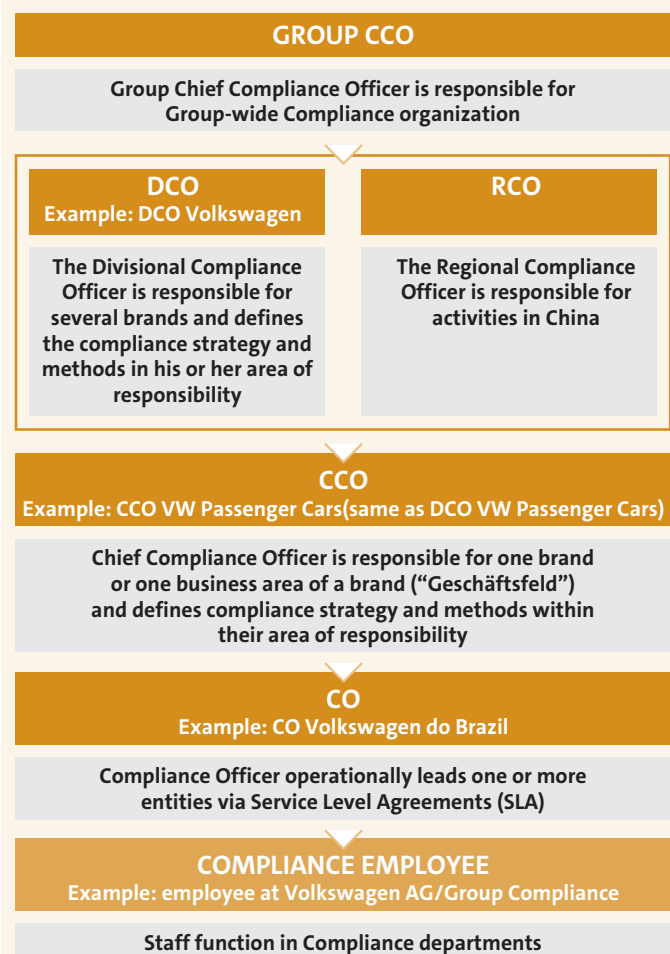 GROUP CCO
Group Chief Compliance Officer is responsible for
Group-wide Compliance organization
DCO
Example: DCO Volkswagen
The Divisional Compliance
Officer is responsible for
several brands and defines
the compliance strategy and
methods in his or her area of
responsibility
RCO
The Regional Compliance
Officer is responsible for
activities in China
CCO
Example: CCO VW Passenger Cars(same as DCO VW Passenger Cars)
Chief Compliance Officer is responsible for one brand
or one business area of a brand (“Geschäftsfeld”)
and defines compliance strategy and methods within
their area of responsibility
CO
Example: CO Volkswagen do Brazil
Compliance Officer operationally leads one or more
entities via Service Level Agreements (SLA)
COMPLIANCE EMPLOYEE
Example: employee at Volkswagen AG/Group Compliance
Staff function in Compliance departments